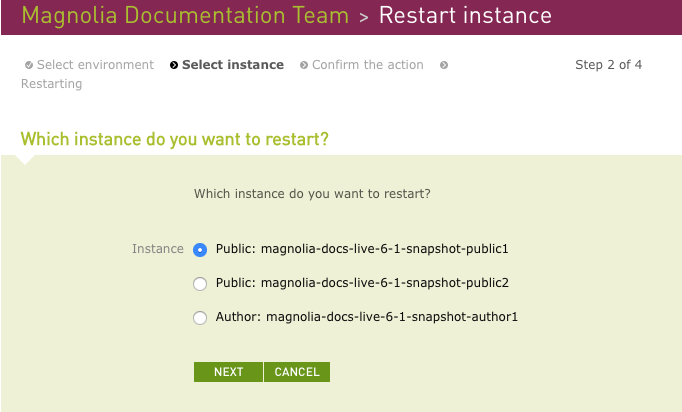 Magnolia Documentation Team > Restart instance
Select environment Select instance Confirm the action Step 2 of 4
Restarting
Which instance do you want to restart?
Which instance do you want to restart?
Instance Public: magnolia-docs-live-6-1-snapshot-public1
Public: magnolia-docs-live-6-1-snapshot-public2
Author: magnolia-docs-live-6-1-snapshot-author1
NEXT CANCEL